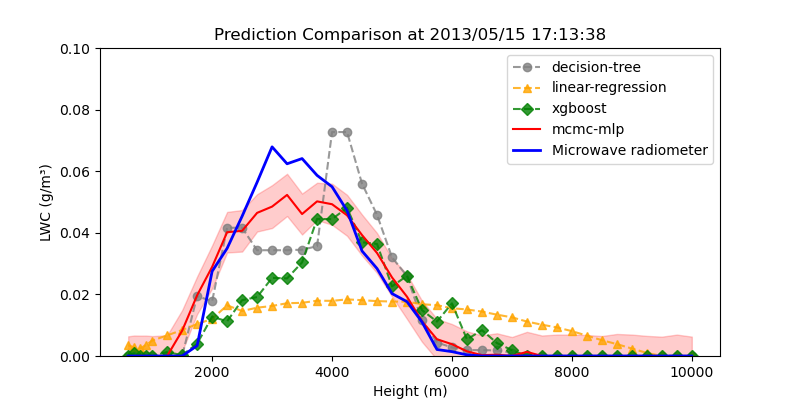 Prediction Comparison at 2013/05/15 17:13:38
0.10
0.08
0.06
0.04
0.02
0.00
LWC (g/m³)
decision-tree
linear-regression
xgboost
mcmc-mlp
Microwave radiometer
2000 4000 6000 8000 10000
Height (m)